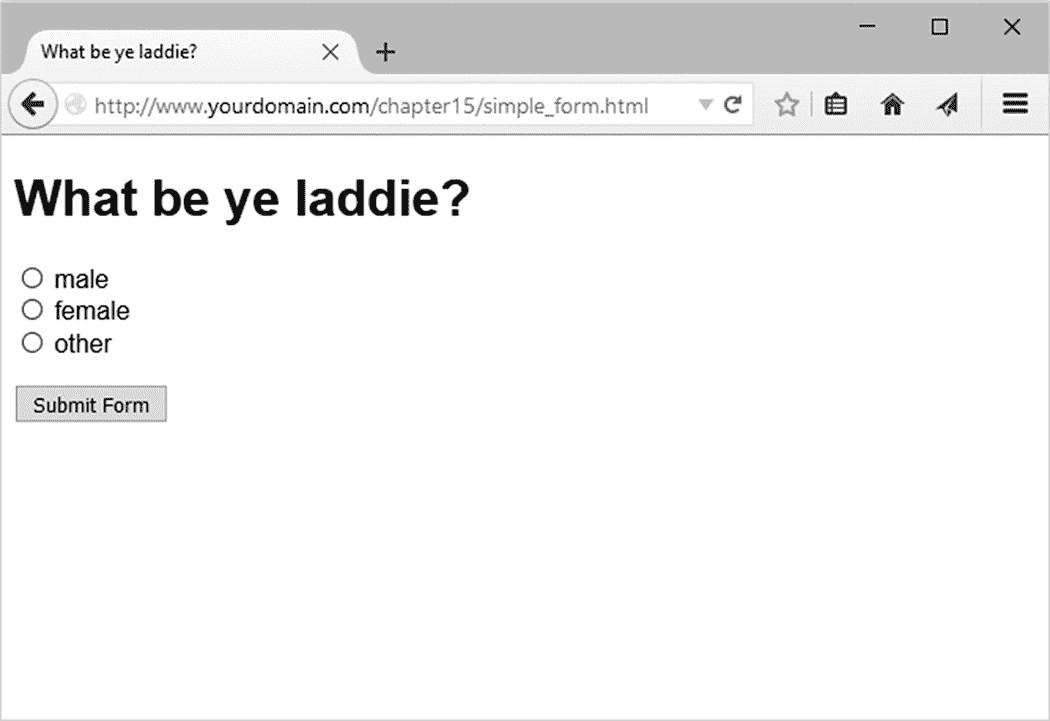 What be ye laddie?
http://www.yourdomain.com/chapter15/simple_form.html
What be ye laddie?
male
female
other
Submit Form